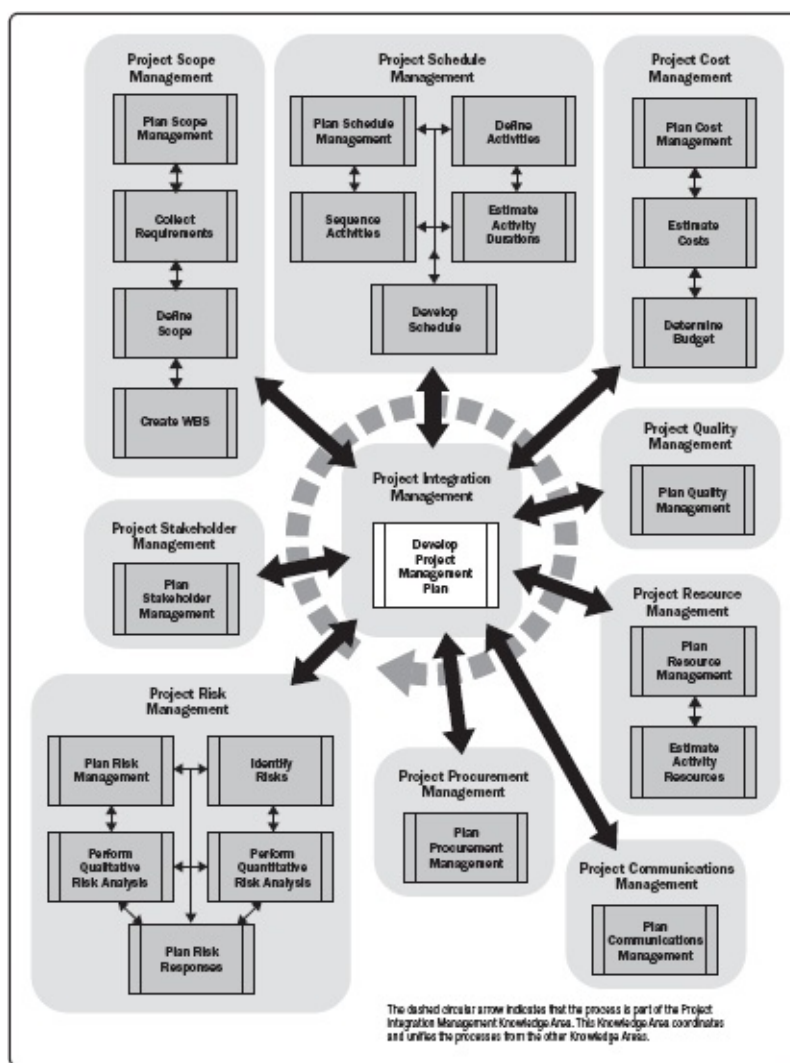 Project Scope
Management
Plan Scope
Management
Collect
Requirements
Define
Scope
Create WBS
Project Schedule
Management
Plan Schedule
Management
Define
Activities
Sequence
Activities
Estimate
Activity
Durations
Develop
Schedule
Project Cost
Management
Plan Cost
Management
Estimate
Costs
Determine
Budget
Project Quality
Management
Plan Quality
Management
Project Integration
Management
Develop
Project
Management
Plan
Project Stakeholder
Management
Plan
Stakeholder
Management
Project Resource
Management
Plan
Resource
Management
Estimate
Activity
Resources
Project Risk
Management
Plan Risk
Management
Identify
Risks
Perform
Qualitative
Risk Analysis
Perform
Quantitative
Risk Analysis
Plan Risk
Responses
Project Procurement
Management
Plan
Procurement
Management
Project Communications
Management
Plan
Communications
Management
The dashed circular arrow indicates that the process is part of the Project
Integration Management Knowledge Area. This Knowledge Area coordinates
and unifies the processes from the other Knowledge Areas.